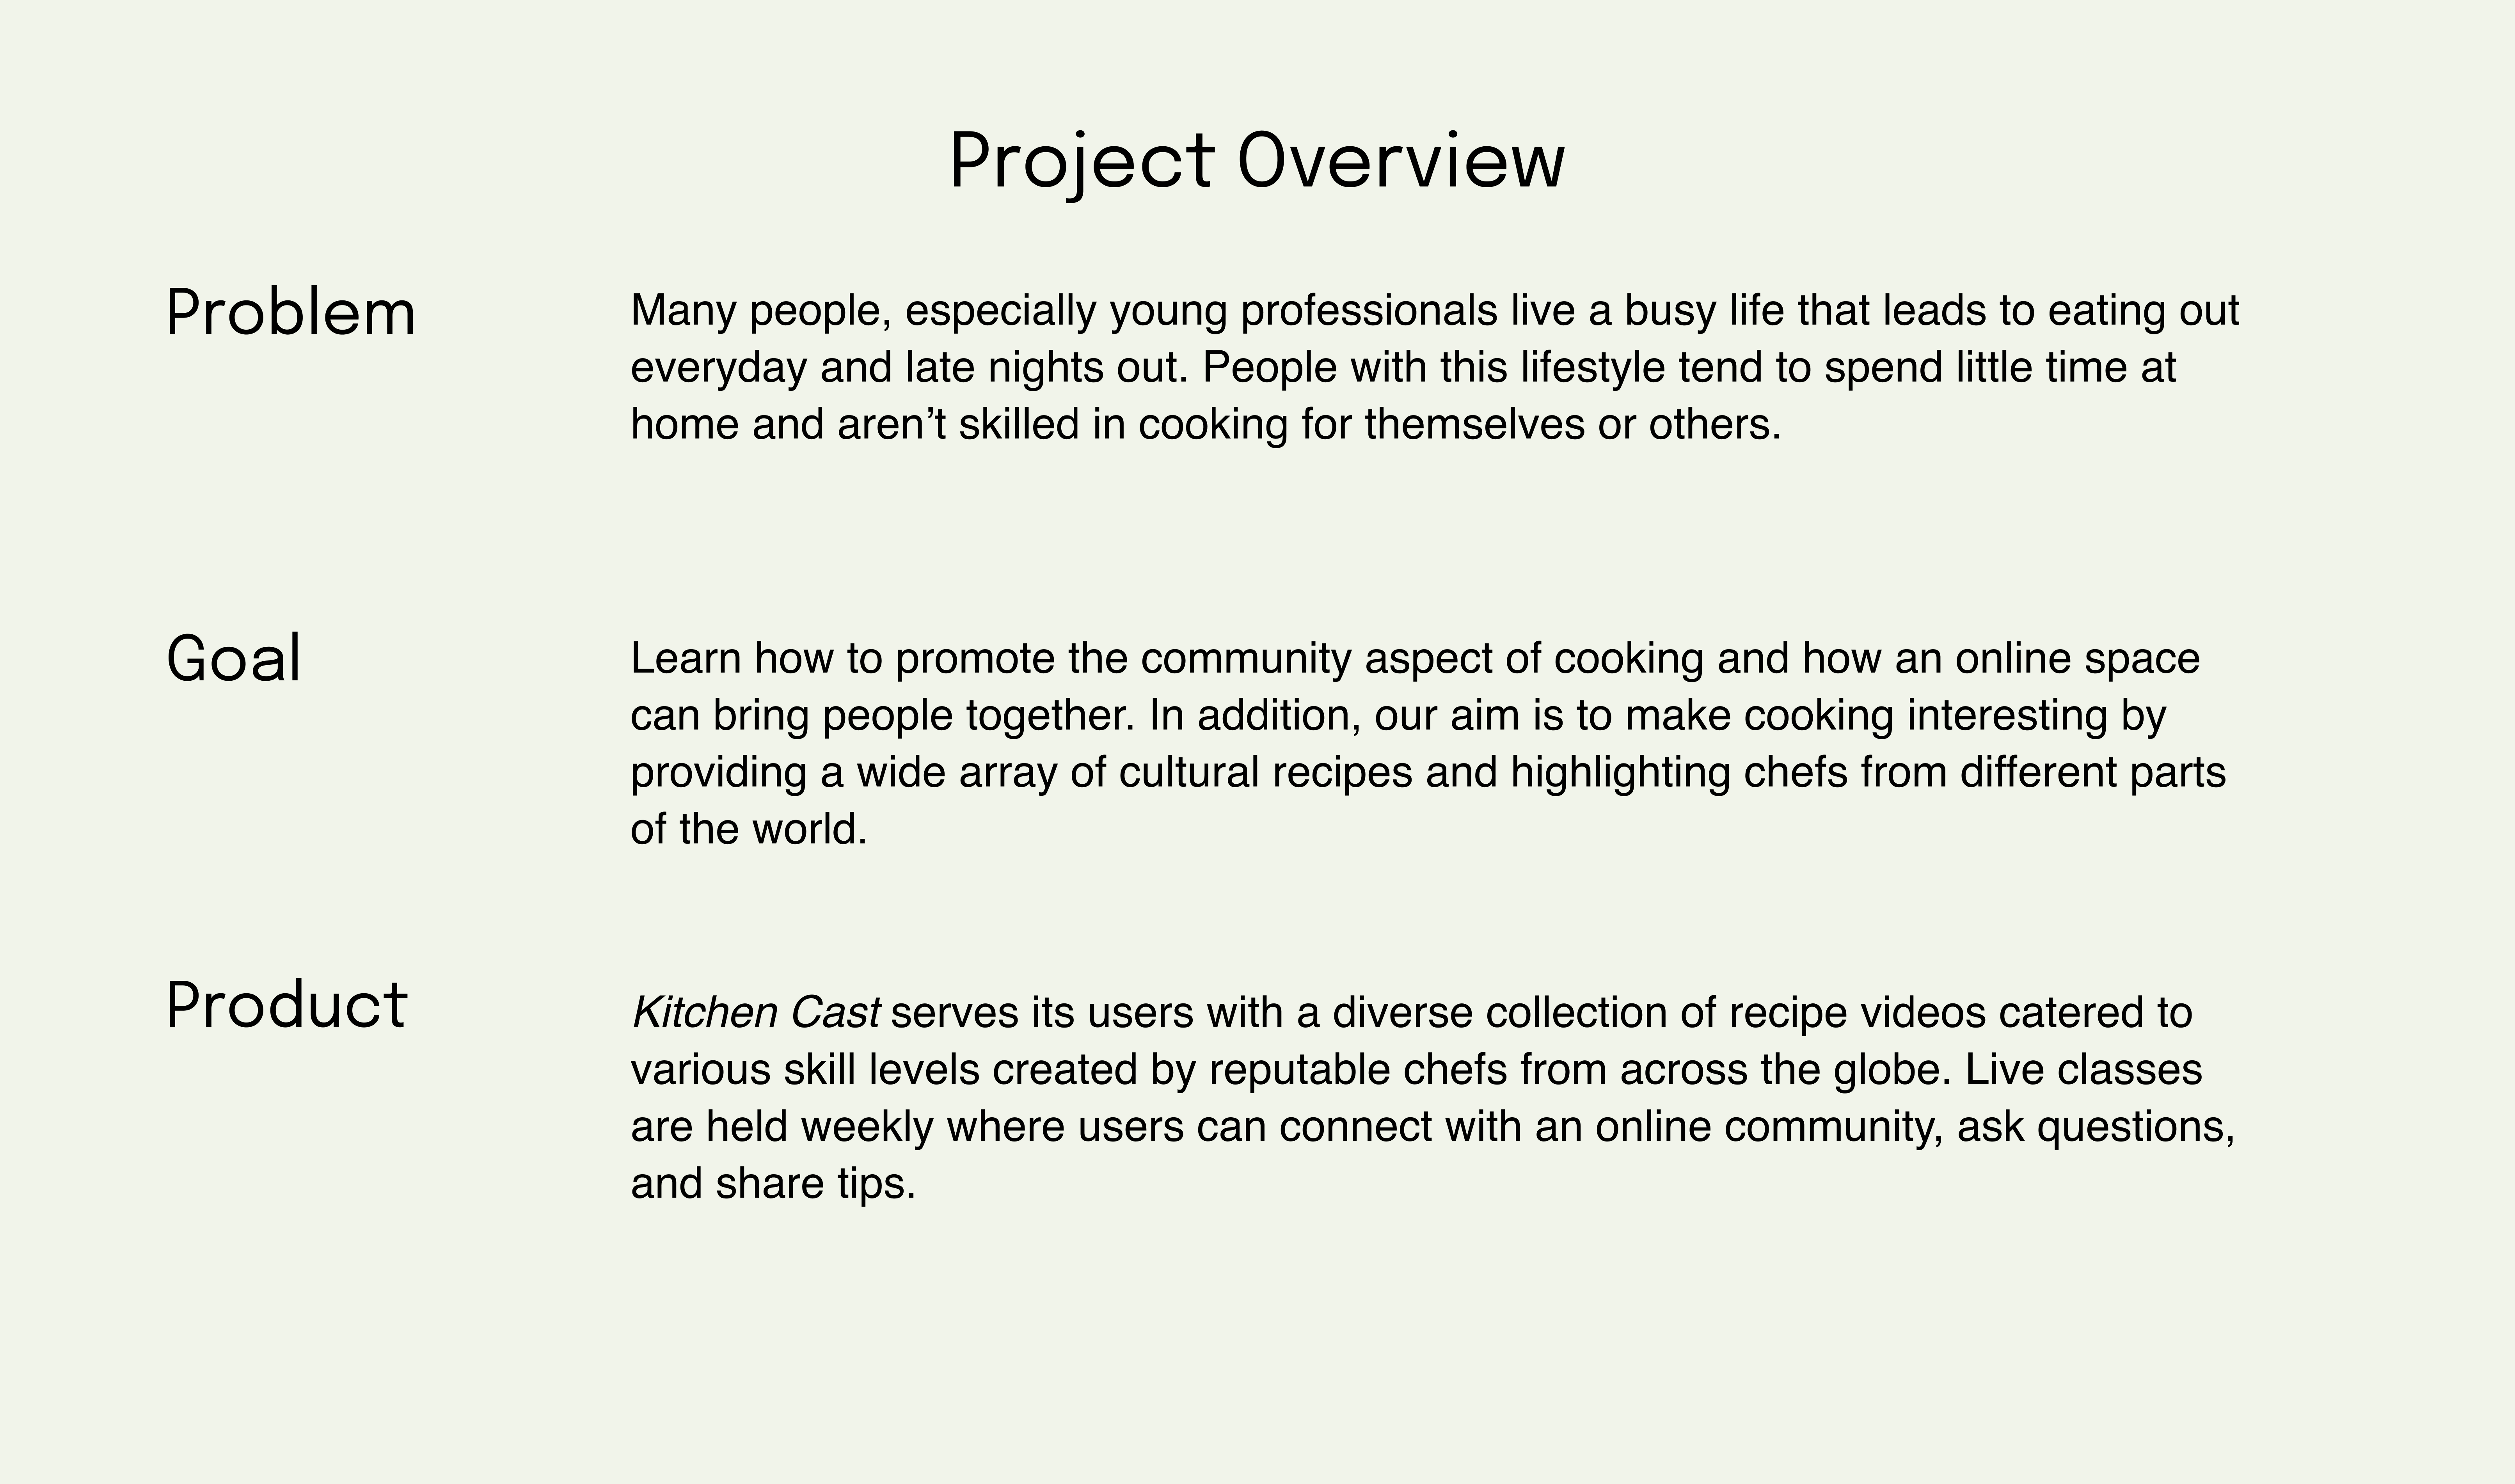 Project Overview
Problem
Many people, especially young professionals live a busy life that leads to eating out
everyday and late nights out. People with this lifestyle tend to spend little time at
home and aren’t skilled in cooking for themselves or others.
Goal
Learn how to promote the community aspect of cooking and how an online space
can bring people together. In addition, our aim is to make cooking interesting by
providing a wide array of cultural recipes and highlighting chefs from different parts
of the world.
Product
Kitchen Cast serves its users with a diverse collection of recipe videos catered to
various skill levels created by reputable chefs from across the globe. Live classes
are held weekly where users can connect with an online community, ask questions,
and share tips.